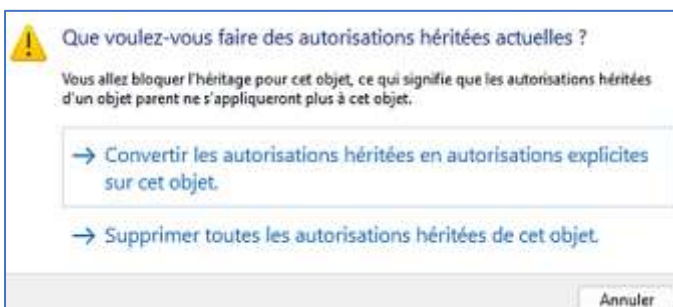 Que voulez-vous faire des autorisations héritées actuelles ?
Vous allez bloquer l'héritage pour cet objet, ce qui signifie que les autorisations héritées
d'un objet parent ne s'appliqueront plus à cet objet.
→ Convertir les autorisations héritées en autorisations explicites
sur cet objet.
→ Supprimer toutes les autorisations héritées de cet objet.
Annuler